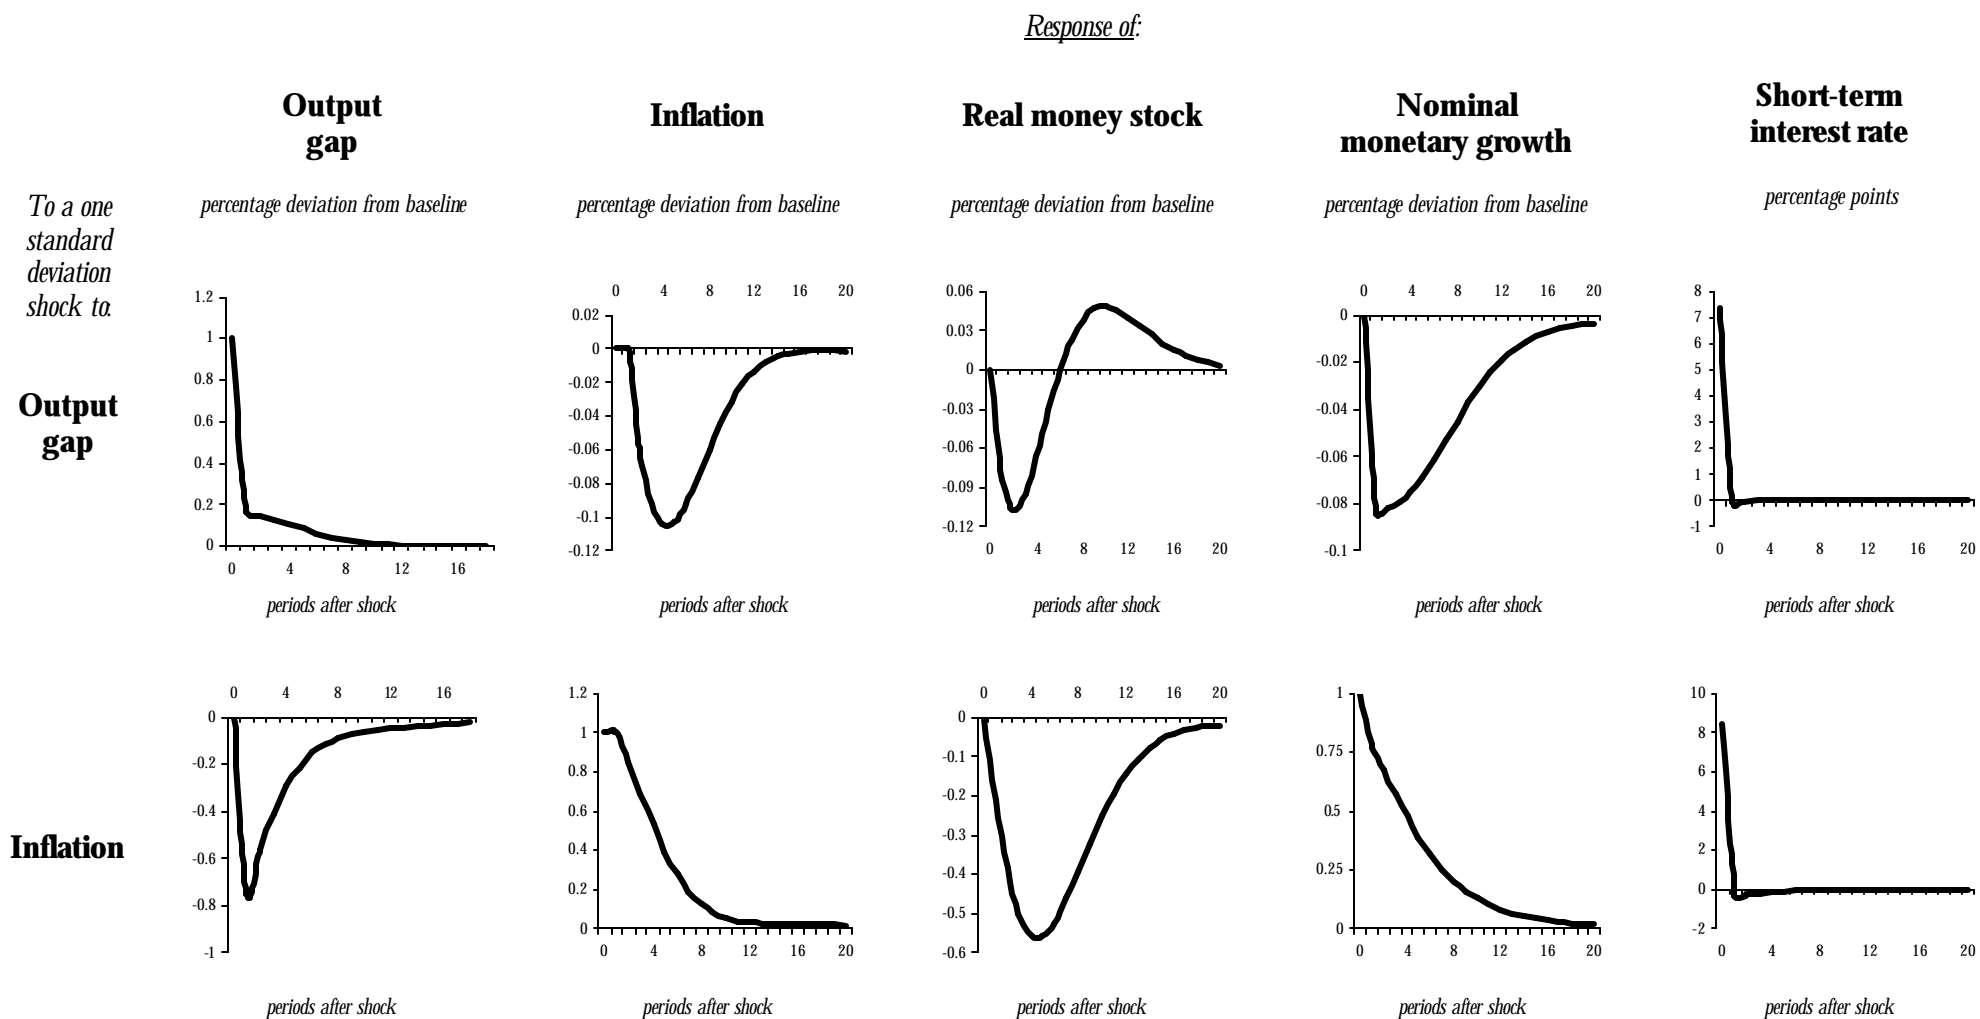 Response of:
Output
gap
Inflation
Real money stock
Nominal
monetary growth
Short-term
interest rate
To a one
standard
deviation
shock to:
percentage deviation from baseline
percentage deviation from baseline
percentage deviation from baseline
percentage deviation from baseline
percentage points
Output
gap
1.2
1
0.8
0.6
0.4
0.2
0
0 4 8 12 16
periods after shock
0 4 8 12 16 20
0.02
0
-0.02
-0.04
-0.06
-0.08
-0.1
-0.12
periods after shock
0.06
0.03
0
-0.03
-0.06
-0.09
-0.12
0 4 8 12 16 20
periods after shock
0 4 8 12 16 20
0
-0.02
-0.04
-0.06
-0.08
-0.1
periods after shock
8
7
6
5
4
3
2
1
0
-1
0 4 8 12 16 20
periods after shock
Inflation
0 4 8 12 16
0
-0.2
-0.4
-0.6
-0.8
-1
periods after shock
1.2
1
0.8
0.6
0.4
0.2
0
0 4 8 12 16 20
periods after shock
0 4 8 12 16 20
0
-0.1
-0.2
-0.3
-0.4
-0.5
-0.6
periods after shock
1
0.75
0.5
0.25
0
0 4 8 12 16 20
periods after shock
10
8
6
4
2
0
-2
0 4 8 12 16 20
periods after shock